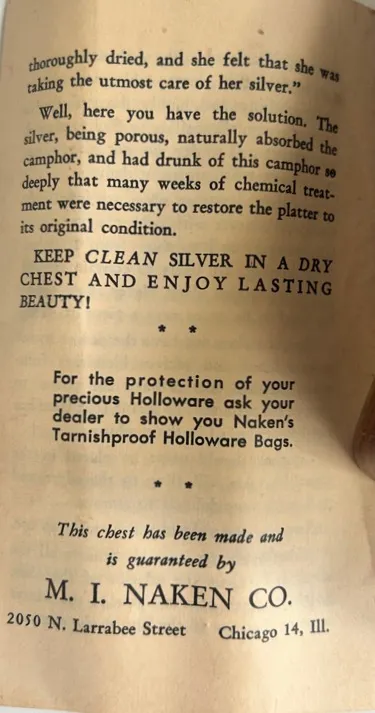 thoroughly dried, and she felt that she was
taking the utmost care of her silver."
Well, here you have the solution. The
silver, being porous, naturally absorbed the
camphor, and had drunk of this camphor so
deeply that many weeks of chemical treat-
ment were necessary to restore the platter to
its original condition.
KEEP CLEAN SILVER IN A DRY
CHEST AND ENJOY LASTING
BEAUTY!
* *
For the protection of your
precious Holloware ask your
dealer to show you Naken's
Tarnishproof Holloware Bags.
* *
This chest has been made and
is guaranteed by
M. I. NAKEN CO.
2050 N. Larrabee Street Chicago 14, Ill.